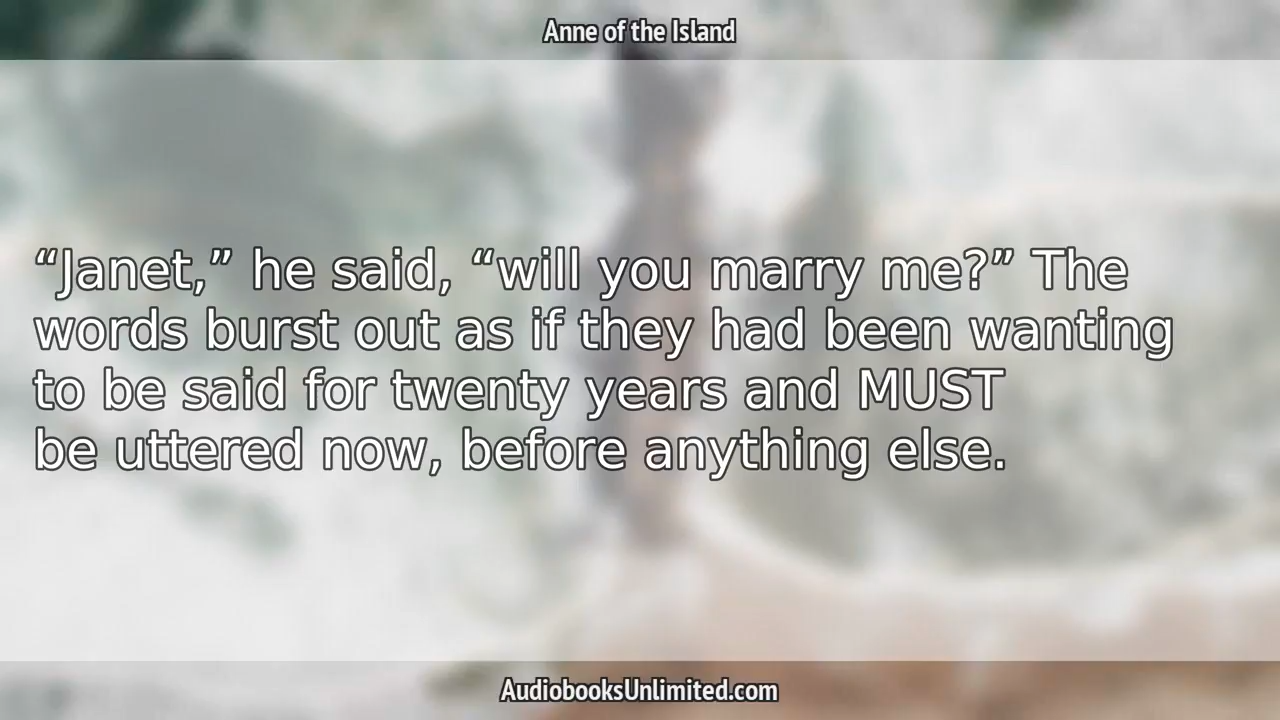 Anne of the Island
“Janet,” he said, “will you marry me?” The
words burst out as if they had been wanting
to be said for twenty years and MUST
be uttered now, before anything else.
AudiobooksUnlimited.com